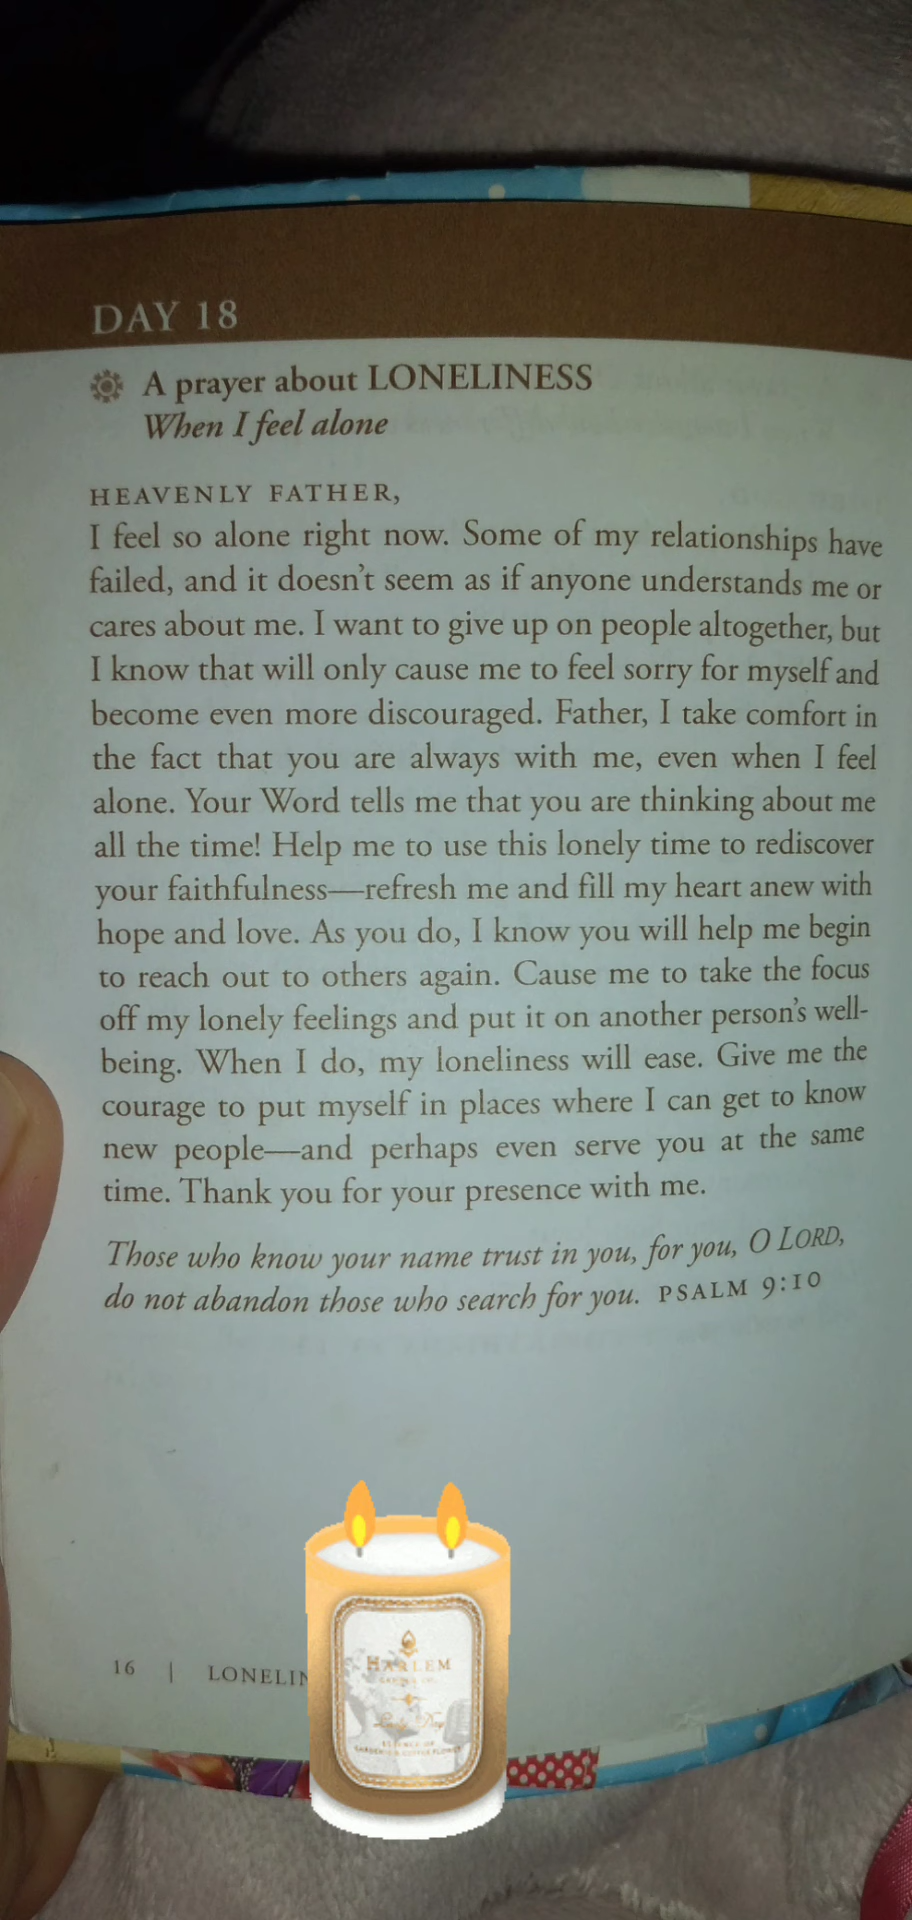 DAY 18
A prayer about LONELINESS
When I feel alone
HEAVENLY FATHER,
I feel so alone right now. Some of my relationships have
failed, and it doesn't seem as if anyone understands me or
cares about me. I want to give up on people altogether, but
I know that will only cause me to feel sorry for myself and
become even more discouraged. Father, I take comfort in
the fact that you are always with me, even when I feel
alone. Your Word tells me that you are thinking about me
all the time! Help me to use this lonely time to rediscover
your faithfulness—refresh me and fill my heart anew with
hope and love. As you do, I know you will help me begin
to reach out to others again. Cause me to take the focus
off my lonely feelings and put it on another person's well-
being. When I do, my loneliness will ease. Give me the
courage to put myself in places where I can get to know
new people—and perhaps even serve you at the same
time. Thank you for your presence with me.
Those who know your name trust in you, for you, O LORD,
do not abandon those who search for you. PSALM 9:10
16 | LONELIN
HARLEM
CANDLE CO.
Lady Day
ESSENCE OF
GARDENIA & COFFEE FLOWER